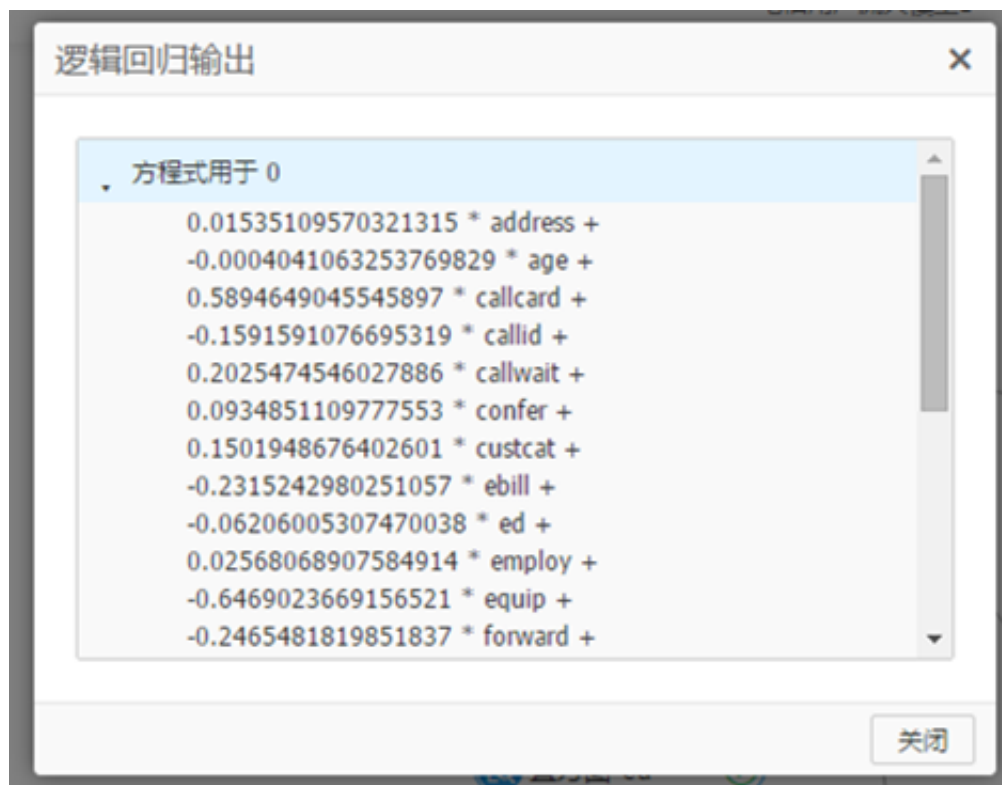 逻辑回归输出 ×
方程式用于 0
0.01535109570321315 * address +
-0.0004041063253769829 * age +
0.5894649045545897 * callcard +
-0.1591591076695319 * callid +
0.2025474546027886 * callwait +
0.0934851109777553 * confer +
0.1501948676402601 * custcat +
-0.2315242980251057 * ebill +
-0.06206005307470038 * ed +
0.02568068907584914 * employ +
-0.6469023669156521 * equip +
-0.2465481819851837 * forward +
关闭